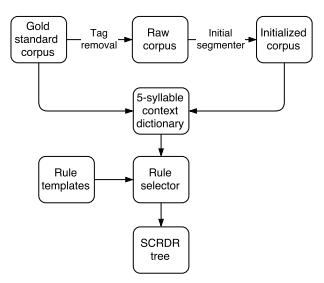 Gold
standard
corpus
Tag
removal
Raw
corpus
Initial
segmenter
Initialized
corpus
5-syllable
context
dictionary
Rule
templates
Rule
selector
SCRDR
tree